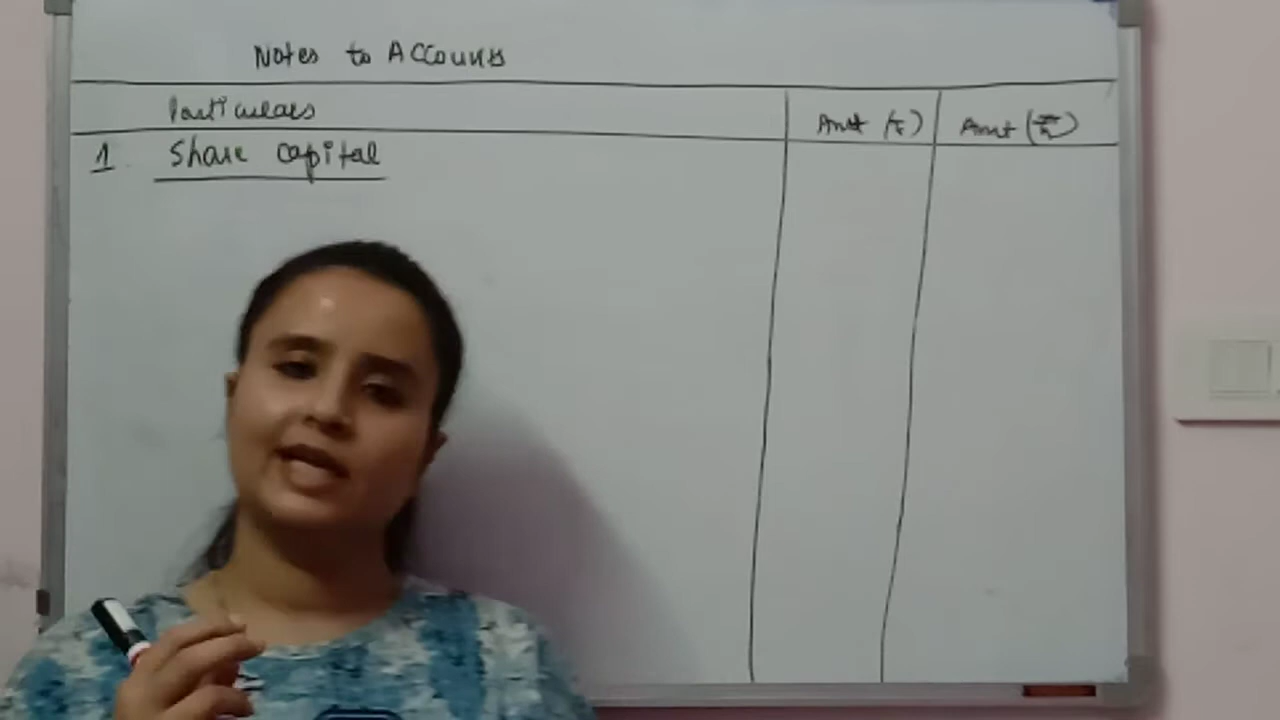 Notes to Accounts
Particulars Amt (₹) Amt (₹)
1 Share capital